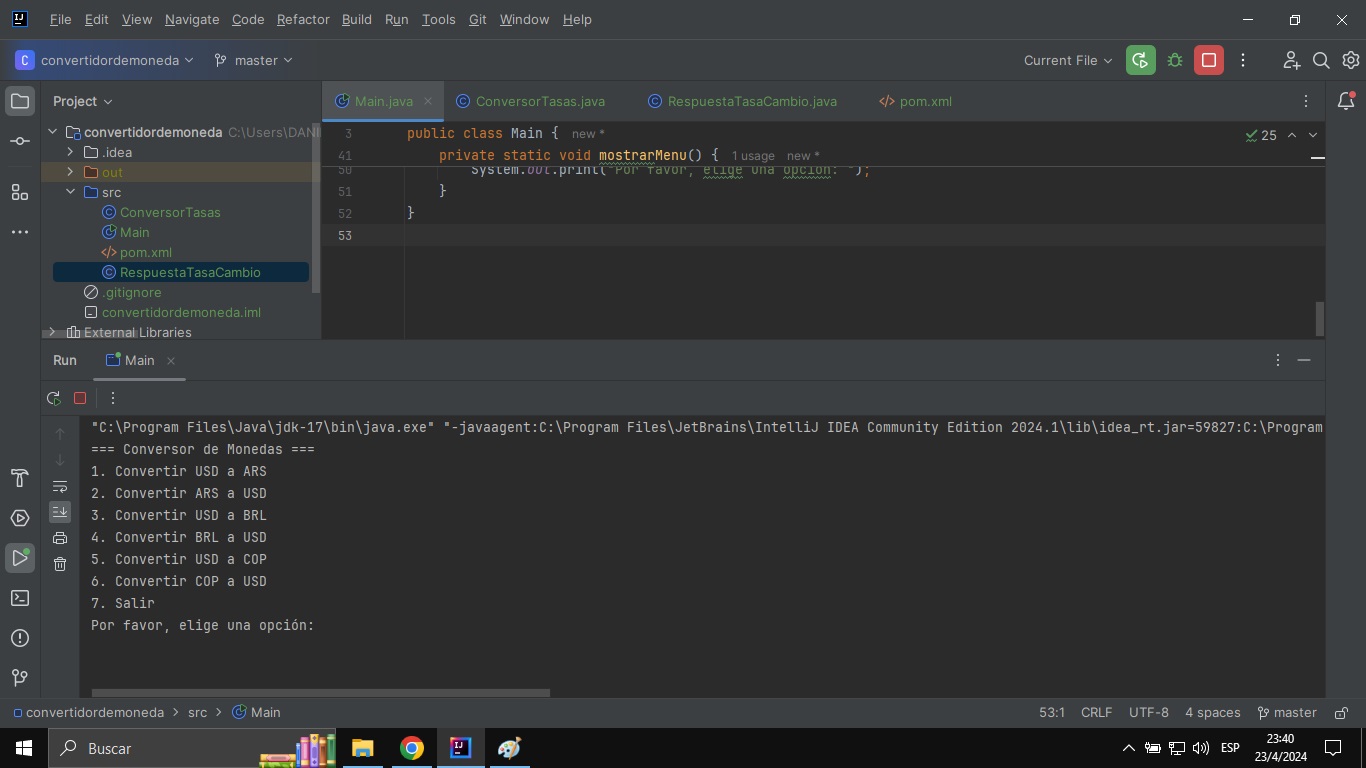 File Edit View Navigate Code Refactor Build Run Tools Git Window Help
C convertidordemoneda master Current File
Project
Main.java ConversorTasas.java RespuestaTasaCambio.java pom.xml
convertidordemoneda C:\Users\DANI
.idea
out
src
ConversorTasas
Main
pom.xml
RespuestaTasaCambio
.gitignore
convertidordemoneda.iml
External Libraries
3 public class Main { new *
25
41 private static void mostrarMenu() { 1 usage new *
50 System.out.print("Por favor, elige una opción: ");
51 }
52 }
53
Run Main
"C:\Program Files\Java\jdk-17\bin\java.exe" "-javaagent:C:\Program Files\JetBrains\IntelliJ IDEA Community Edition 2024.1\lib\idea_rt.jar=59827:C:\Program
=== Conversor de Monedas ===
1. Convertir USD a ARS
2. Convertir ARS a USD
3. Convertir USD a BRL
4. Convertir BRL a USD
5. Convertir USD a COP
6. Convertir COP a USD
7. Salir
Por favor, elige una opción:
convertidordemoneda > src > Main 53:1 CRLF UTF-8 4 spaces master
Buscar
ESP
23:40
23/4/2024